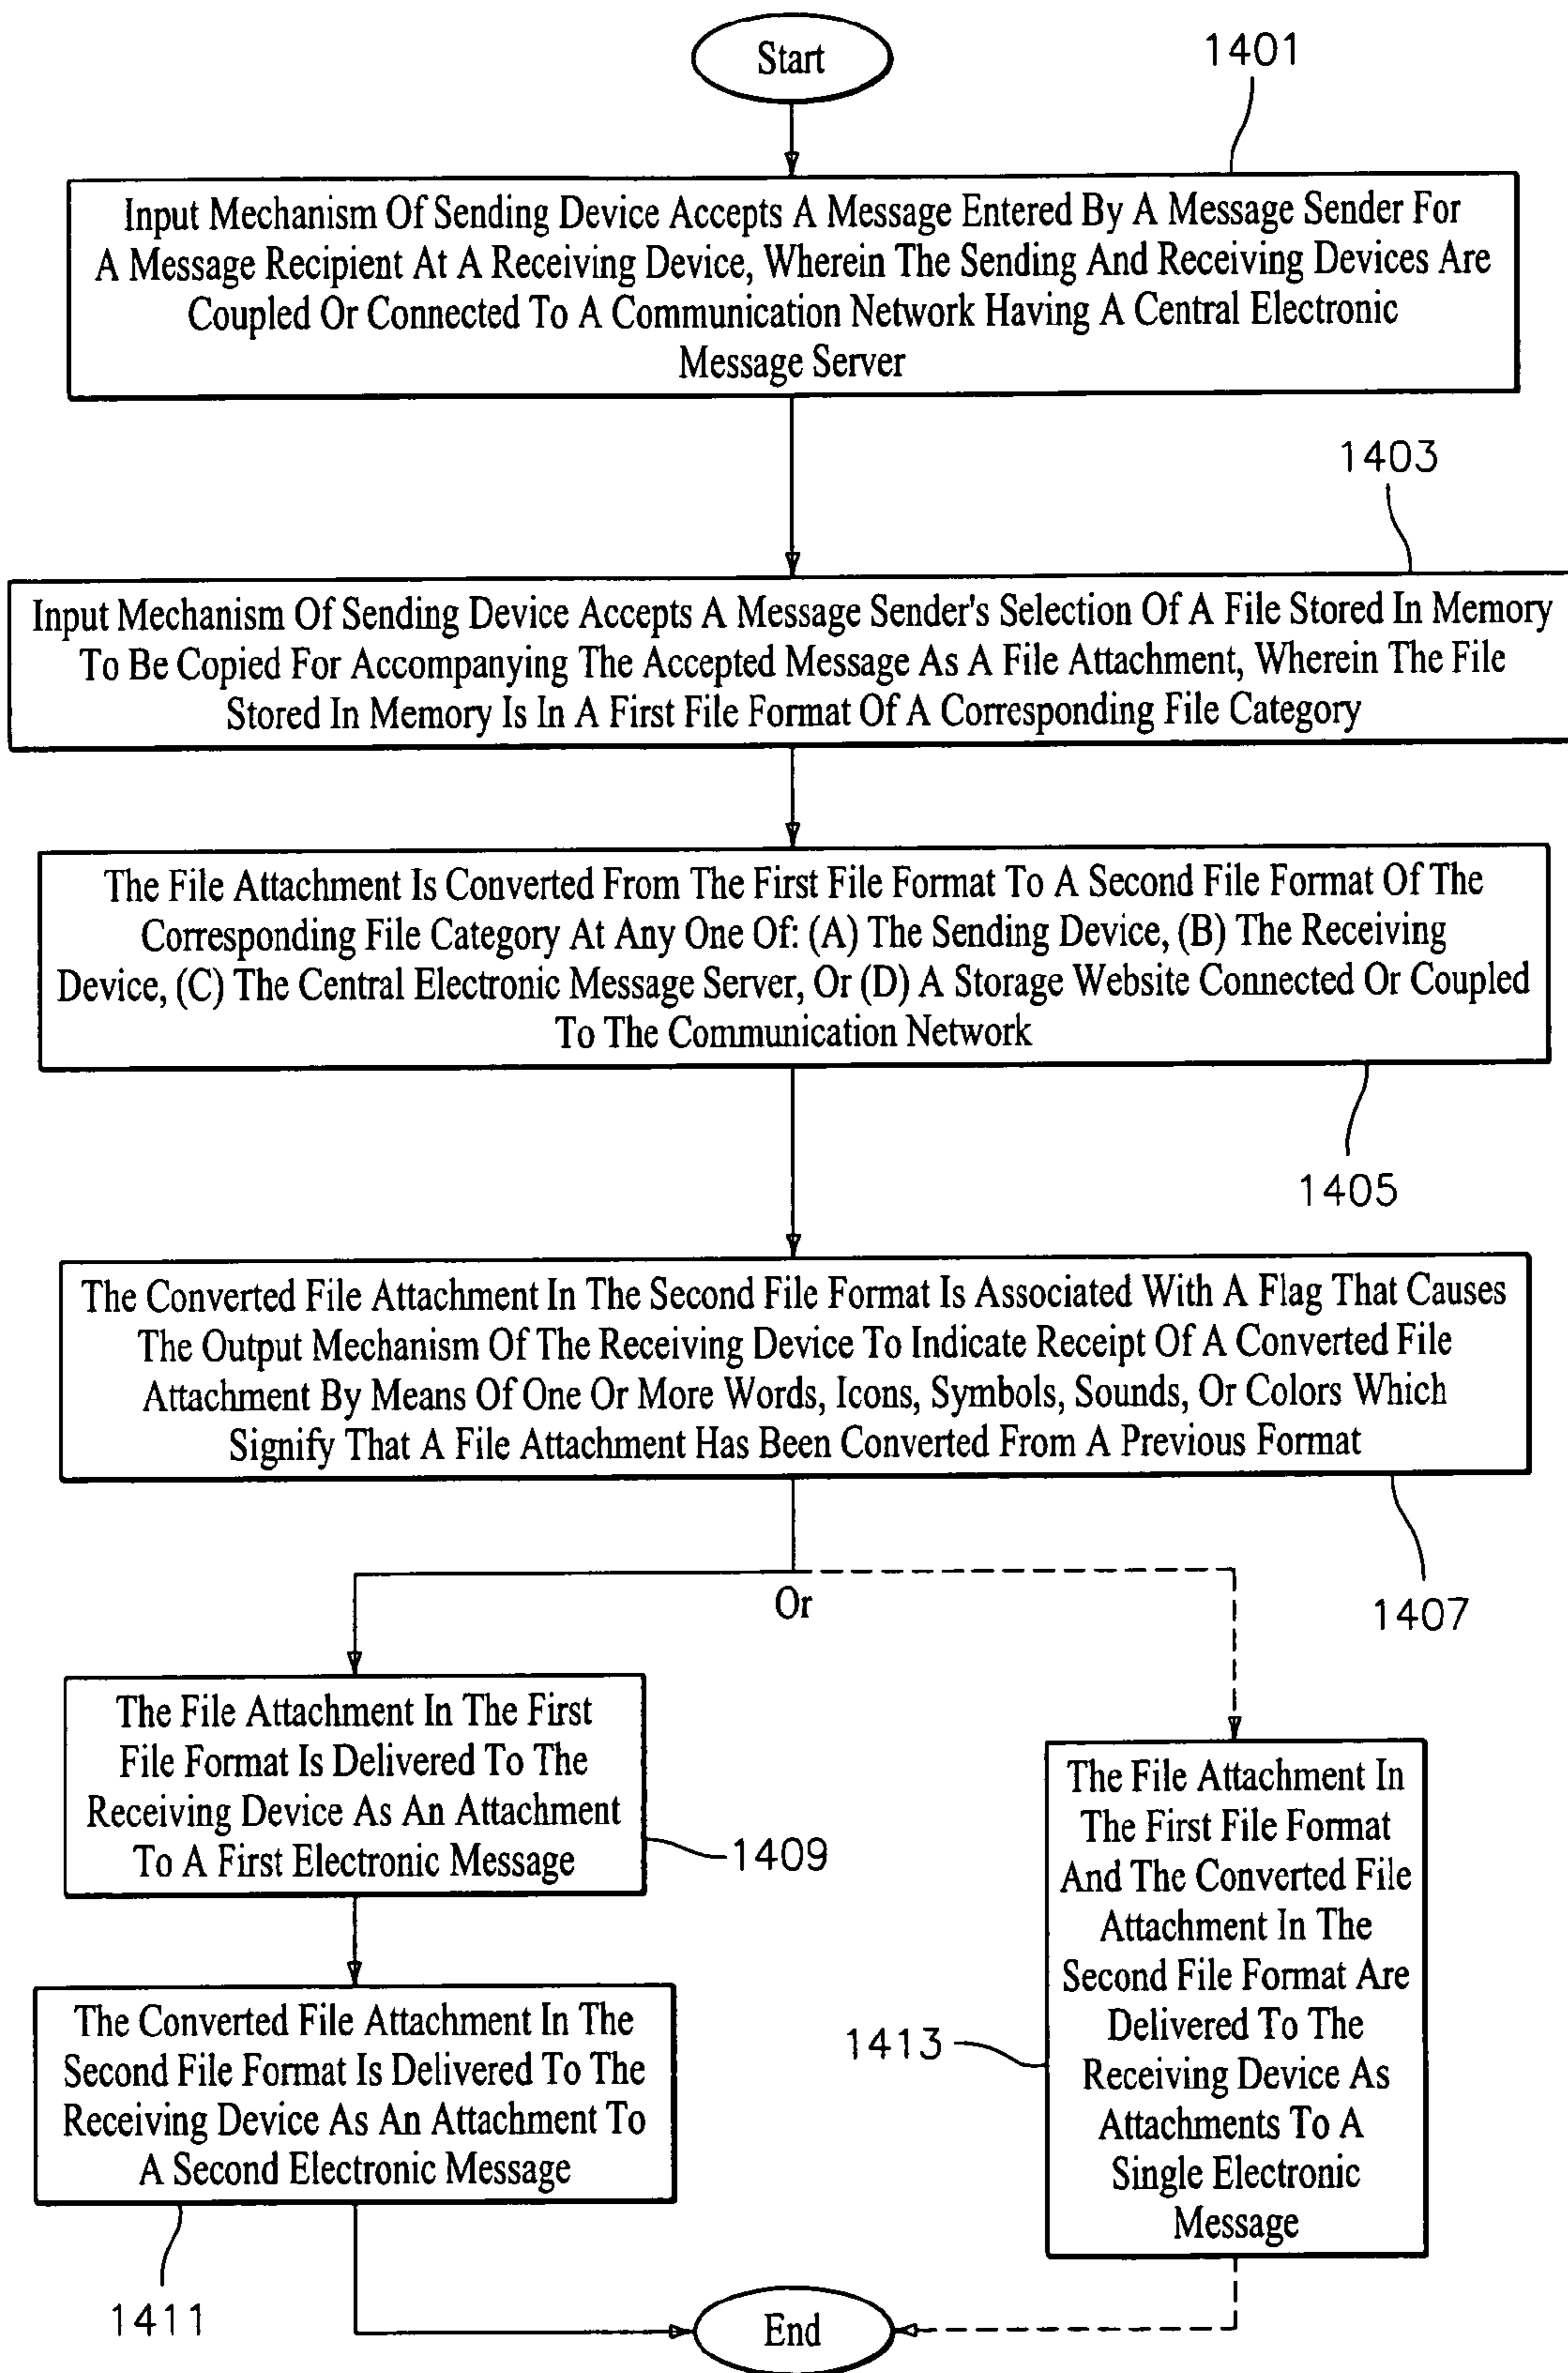 Start
1401
Input Mechanism Of Sending Device Accepts A Message Entered By A Message Sender For
A Message Recipient At A Receiving Device, Wherein The Sending And Receiving Devices Are
Coupled Or Connected To A Communication Network Having A Central Electronic
Message Server
1403
Input Mechanism Of Sending Device Accepts A Message Sender's Selection Of A File Stored In Memory
To Be Copied For Accompanying The Accepted Message As A File Attachment, Wherein The File
Stored In Memory Is In A First File Format Of A Corresponding File Category
The File Attachment Is Converted From The First File Format To A Second File Format Of The
Corresponding File Category At Any One Of: (A) The Sending Device, (B) The Receiving
Device, (C) The Central Electronic Message Server, Or (D) A Storage Website Connected Or Coupled
To The Communication Network
1405
The Converted File Attachment In The Second File Format Is Associated With A Flag That Causes
The Output Mechanism Of The Receiving Device To Indicate Receipt Of A Converted File
Attachment By Means Of One Or More Words, Icons, Symbols, Sounds, Or Colors Which
Signify That A File Attachment Has Been Converted From A Previous Format
1407
Or
The File Attachment In The First
File Format Is Delivered To The
Receiving Device As An Attachment
To A First Electronic Message
1409
The Converted File Attachment In The
Second File Format Is Delivered To The
Receiving Device As An Attachment To
A Second Electronic Message
1411
The File Attachment In
The First File Format
And The Converted File
Attachment In The
Second File Format Are
Delivered To The
Receiving Device As
Attachments To A
Single Electronic
Message
1413
End